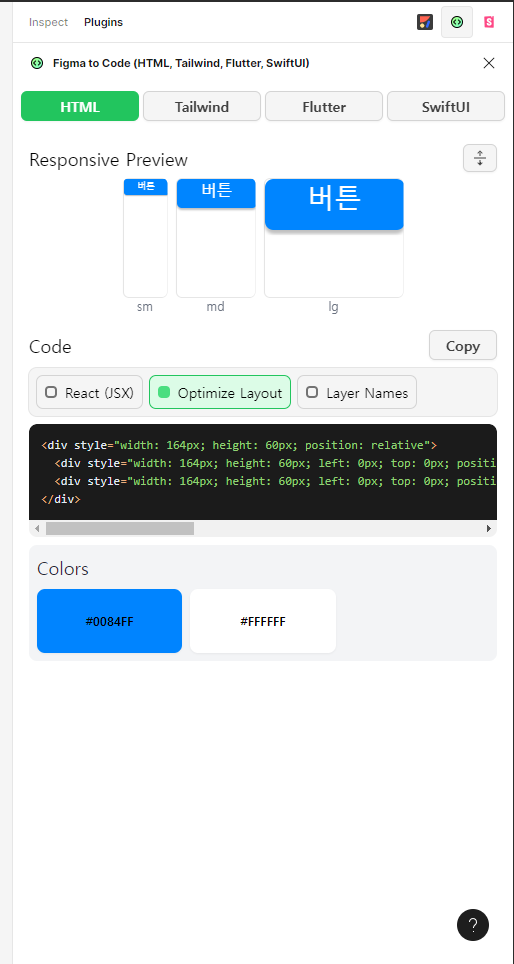 Inspect Plugins
Figma to Code (HTML, Tailwind, Flutter, SwiftUI)
HTML Tailwind Flutter SwiftUI
Responsive Preview
버튼 버튼 버튼
sm md lg
Code Copy
React (JSX) Optimize Layout Layer Names
<div style="width: 164px; height: 60px; position: relative">
<div style="width: 164px; height: 60px; left: 0px; top: 0px; positi
<div style="width: 164px; height: 60px; left: 0px; top: 0px; positi
</div>
Colors
#0084FF #FFFFFF
?